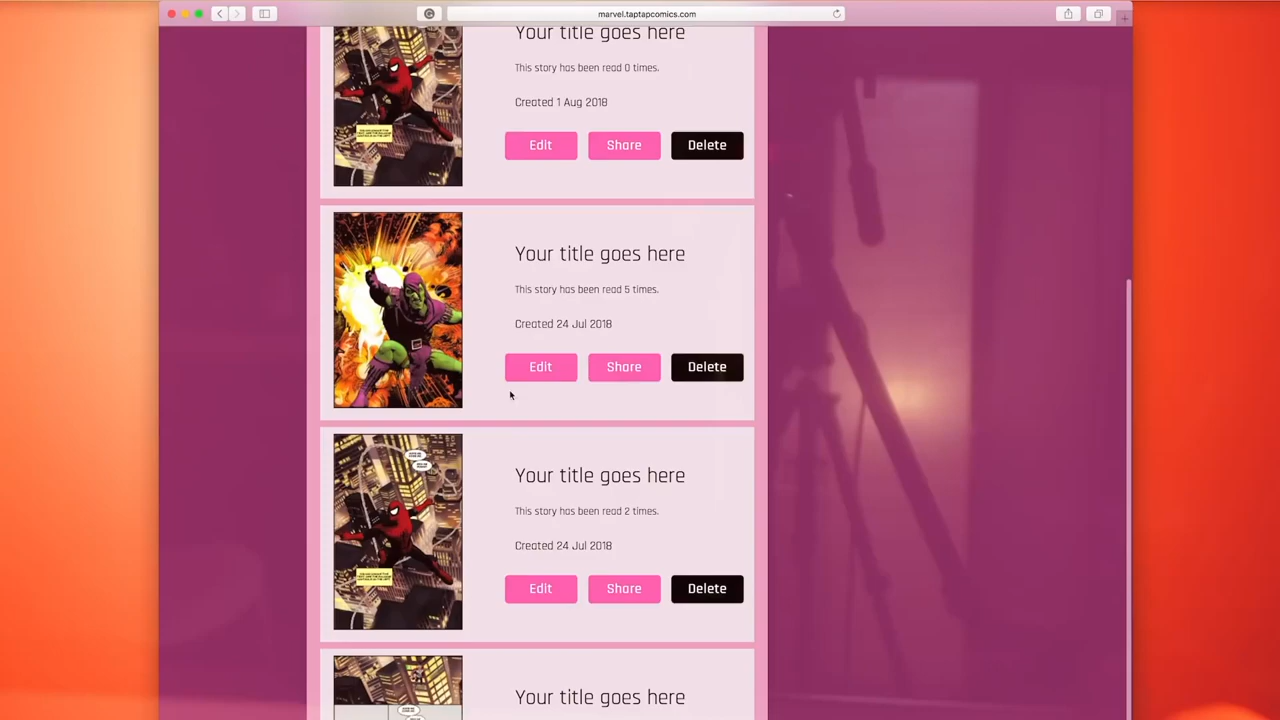 marvel.taptapcomics.com
Your title goes here
This story has been read 0 times.
Created 1 Aug 2018
Edit Share Delete
Your title goes here
This story has been read 5 times.
Created 24 Jul 2018
Edit Share Delete
Your title goes here
This story has been read 2 times.
Created 24 Jul 2018
Edit Share Delete
Your title goes here